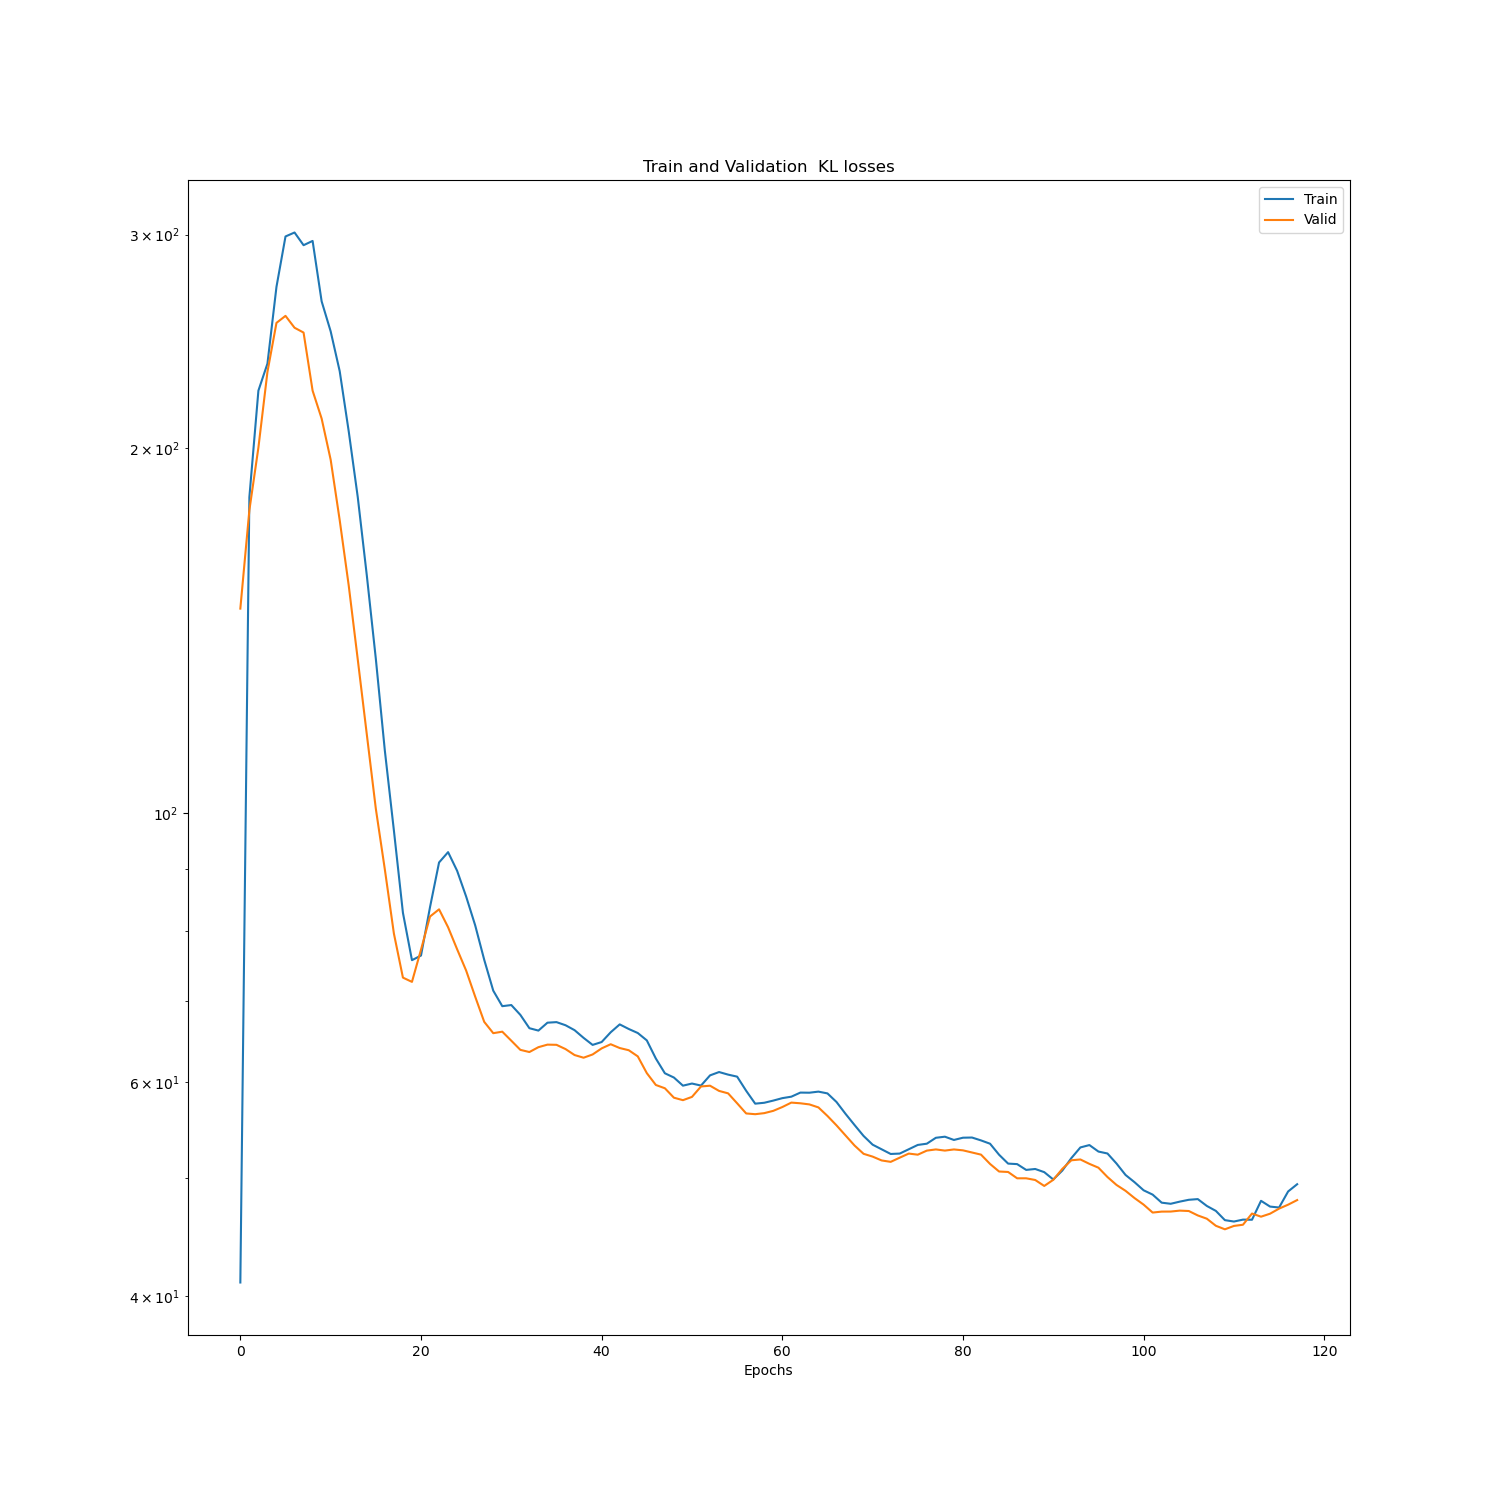 Train and Validation  KL losses
Train
Valid
3 × 10²
2 × 10²
10²
6 × 10¹
4 × 10¹
0 20 40 60 80 100 120
Epochs